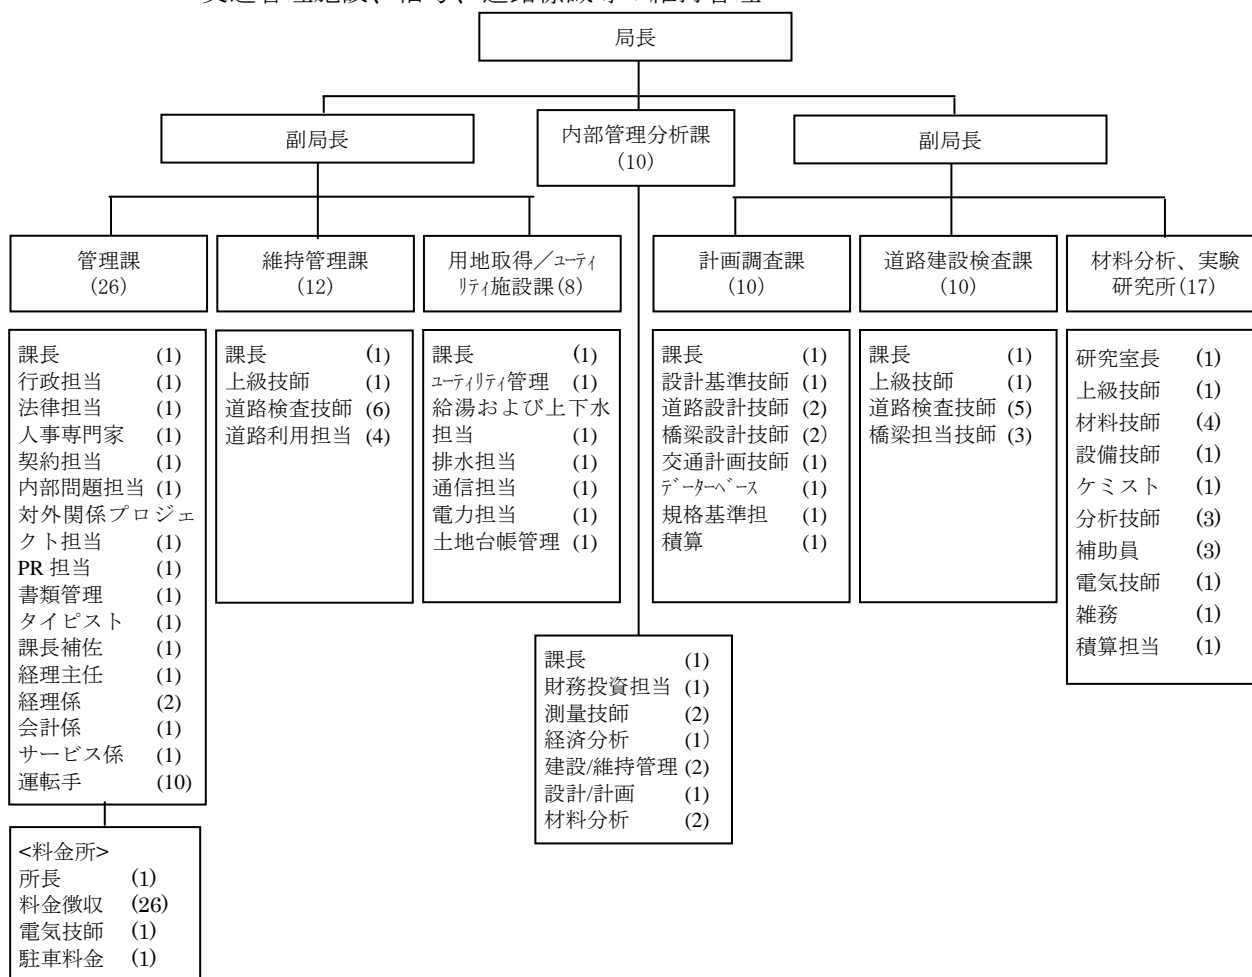 局長
副局長
内部管理分析課
(10)
副局長
管理課
(26)
維持管理課
(12)
用地取得／ユーティ
リティ施設課(8)
計画調査課
(10)
道路建設検査課
(10)
材料分析、実験
研究所(17)
課長 (1)
行政担当 (1)
法律担当 (1)
人事専門家 (1)
契約担当 (1)
内部問題担当 (1)
対外関係プロジェ
クト担当 (1)
PR 担当 (1)
書類管理 (1)
タイピスト (1)
課長補佐 (1)
経理主任 (1)
経理係 (2)
会計係 (1)
サービス係 (1)
運転手 (10)
課長 (1)
上級技師 (1)
道路検査技師 (6)
道路利用担当 (4)
課長 (1)
ユーティリティ管理 (1)
給湯および上下水
担当 (1)
排水担当 (1)
通信担当 (1)
電力担当 (1)
土地台帳管理 (1)
課長 (1)
設計基準技師 (1)
道路設計技師 (2)
橋梁設計技師 (2)
交通計画技師 (1)
データーベース (1)
規格基準担 (1)
積算 (1)
課長 (1)
上級技師 (1)
道路検査技師 (5)
橋梁担当技師 (3)
研究室長 (1)
上級技師 (1)
材料技師 (4)
設備技師 (1)
ケミスト (1)
分析技師 (3)
補助員 (3)
電気技師 (1)
雑務 (1)
積算担当 (1)
課長 (1)
財務投資担当 (1)
測量技師 (2)
経済分析 (1)
建設/維持管理 (2)
設計/計画 (1)
材料分析 (2)
<料金所>
所長 (1)
料金徴収 (26)
電気技師 (1)
駐車料金 (1)